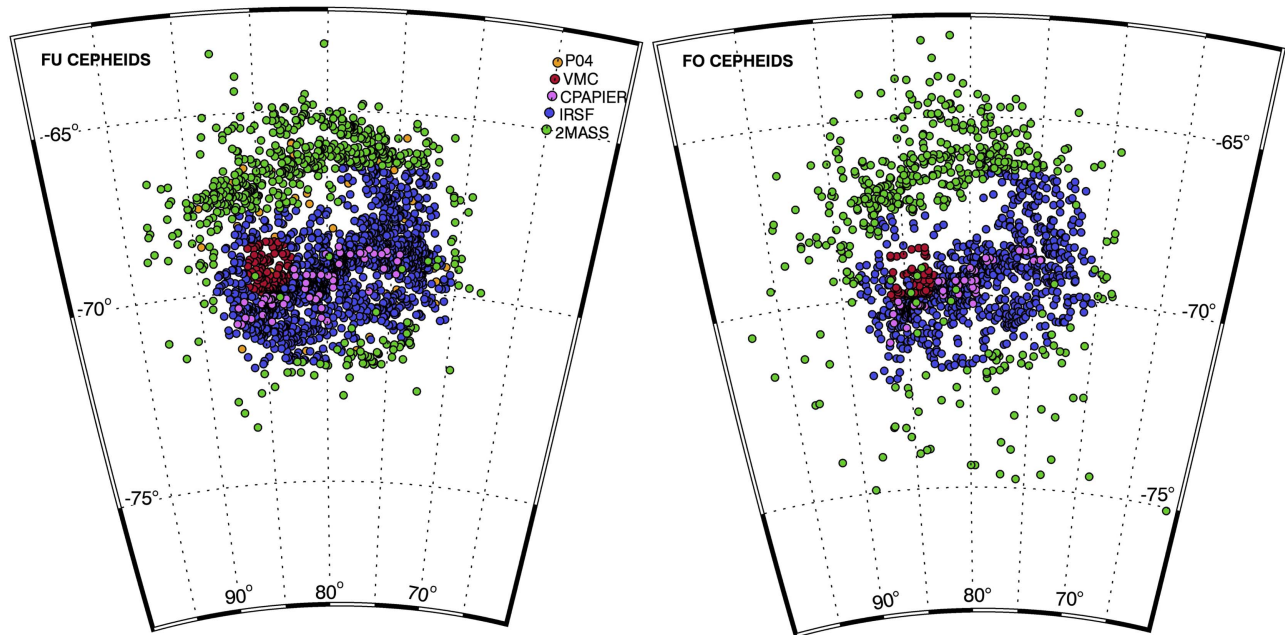 FU CEPHEIDS
P04
VMC
CPAPIER
IRSF
2MASS
-65°
-70°
-75°
90°
80°
70°
FO CEPHEIDS
-65°
-70°
-75°
90°
80°
70°